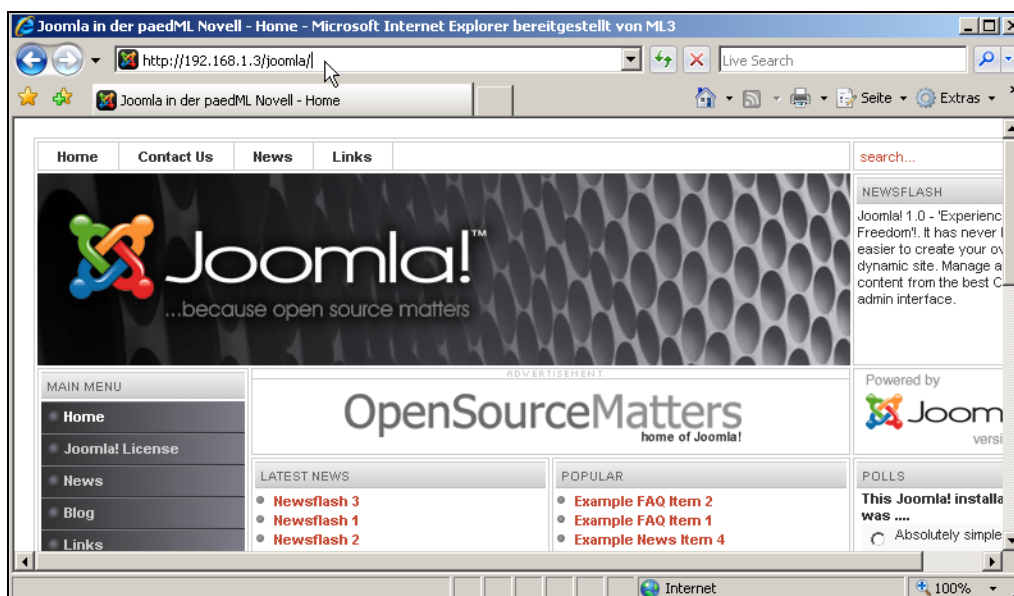 Joomla in der paedML Novell - Home - Microsoft Internet Explorer bereitgestellt von ML3
http://192.168.1.3/joomla/
Live Search
Joomla in der paedML Novell - Home
Seite
Extras
Home Contact Us News Links
search...
Joomla!™
...because open source matters
NEWSFLASH
Joomla! 1.0 - 'Experienc
Freedom'!. It has never
easier to create your ov
dynamic site. Manage a
content from the best C
admin interface.
MAIN MENU
Home
Joomla! License
News
Blog
Links
ADVERTISEMENT
OpenSourceMatters
home of Joomla!
LATEST NEWS
Newsflash 3
Newsflash 1
Newsflash 2
POPULAR
Example FAQ Item 2
Example FAQ Item 1
Example News Item 4
Powered by
Joom
versi
POLLS
This Joomla! installa
was ....
Absolutely simple
Internet
100%